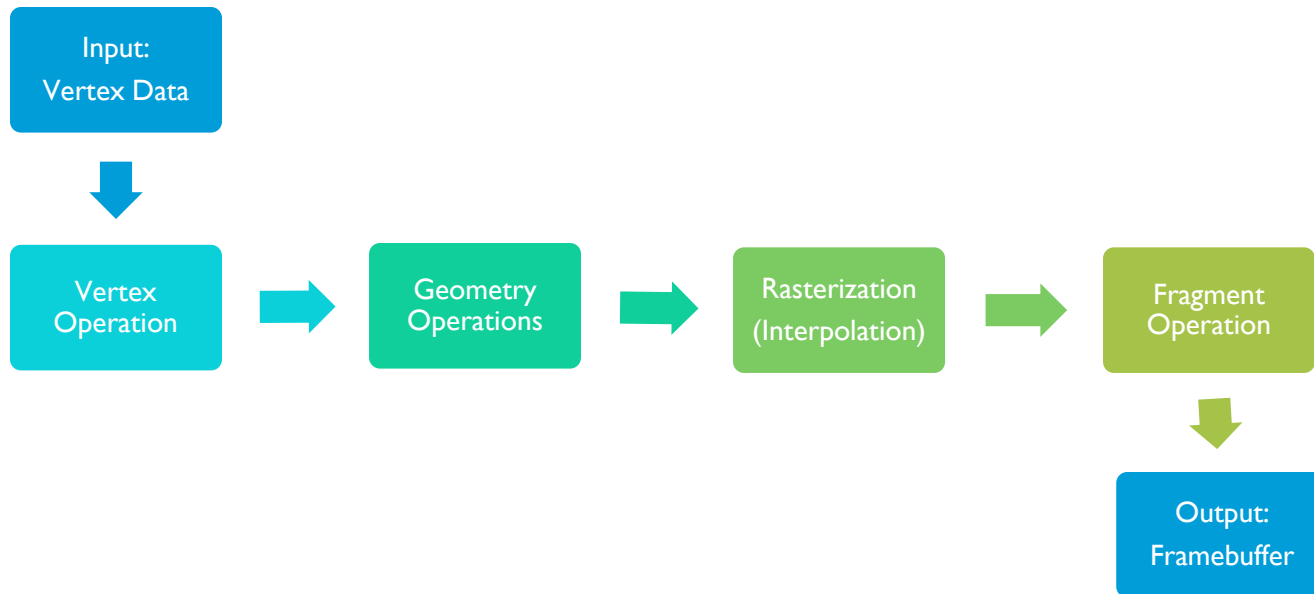 Input:
Vertex Data
Vertex
Operation
Geometry
Operations
Rasterization
(Interpolation)
Fragment
Operation
Output:
Framebuffer